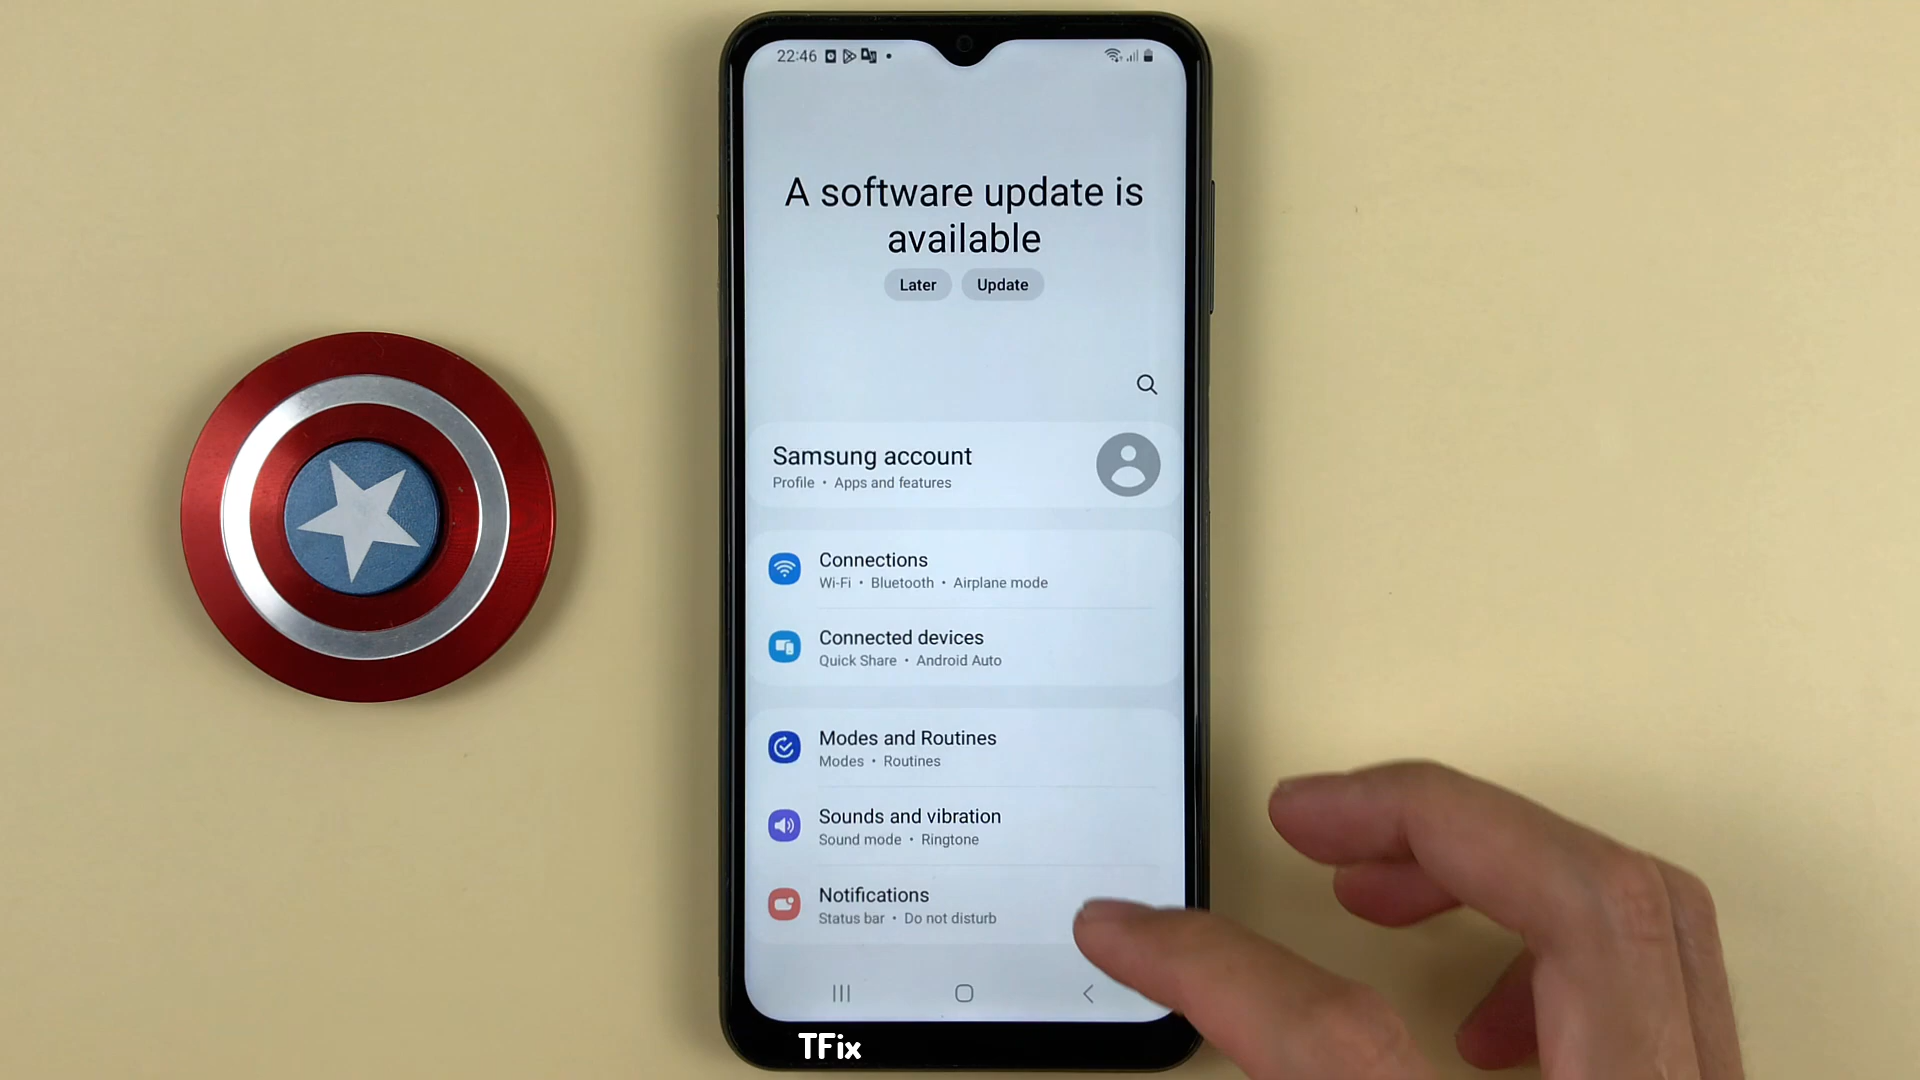 22:46
A software update is
available
Later
Update
Samsung account
Profile • Apps and features
Connections
Wi-Fi • Bluetooth • Airplane mode
Connected devices
Quick Share • Android Auto
Modes and Routines
Modes • Routines
Sounds and vibration
Sound mode • Ringtone
Notifications
Status bar • Do not disturb
TFix